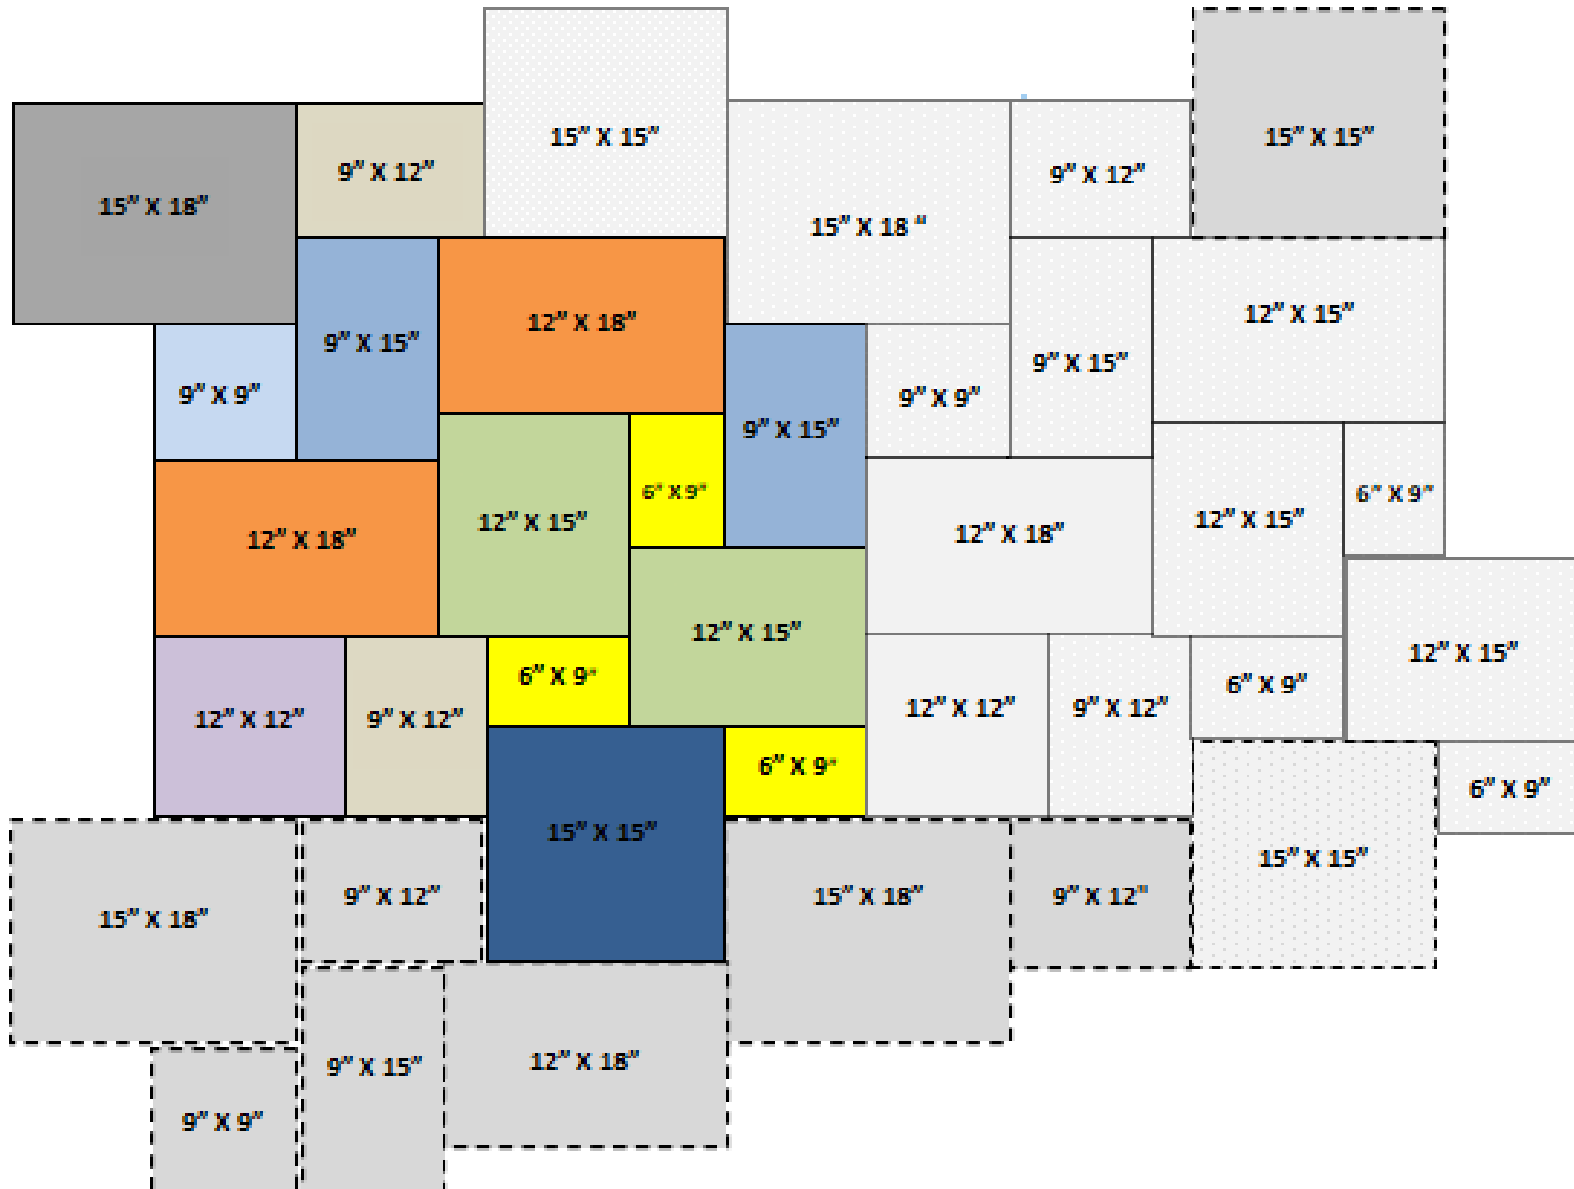 15” X 15”
15” X 15”
9” X 12”
9” X 12”
15” X 18”
15” X 18 “
12” X 15”
12” X 18”
9” X 15”
9” X 15”
9” X 9”
9” X 9”
9” X 15”
6” X 9”
6” X 9”
12” X 15”
12” X 15”
12” X 18”
12” X 18”
12” X 15”
12” X 15”
6” X 9”
6” X 9”
12” X 12”
9” X 12”
12” X 12”
9” X 12”
6” X 9”
6” X 9”
15” X 15”
15” X 15”
9” X 12”
15” X 18”
9” X 12”
15” X 18”
12” X 18”
9” X 15”
9” X 9”